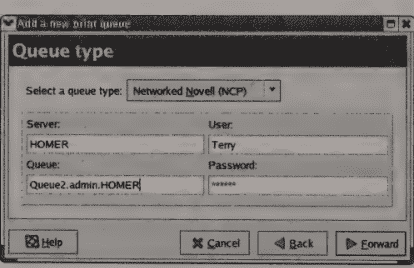 Add a new print queue
Queue type
Select a queue type: Networked Novell (NCP)
Server: User:
HOMER Terry
Queue: Password:
Queue2.admin.HOMER ******
Help Cancel Back Forward